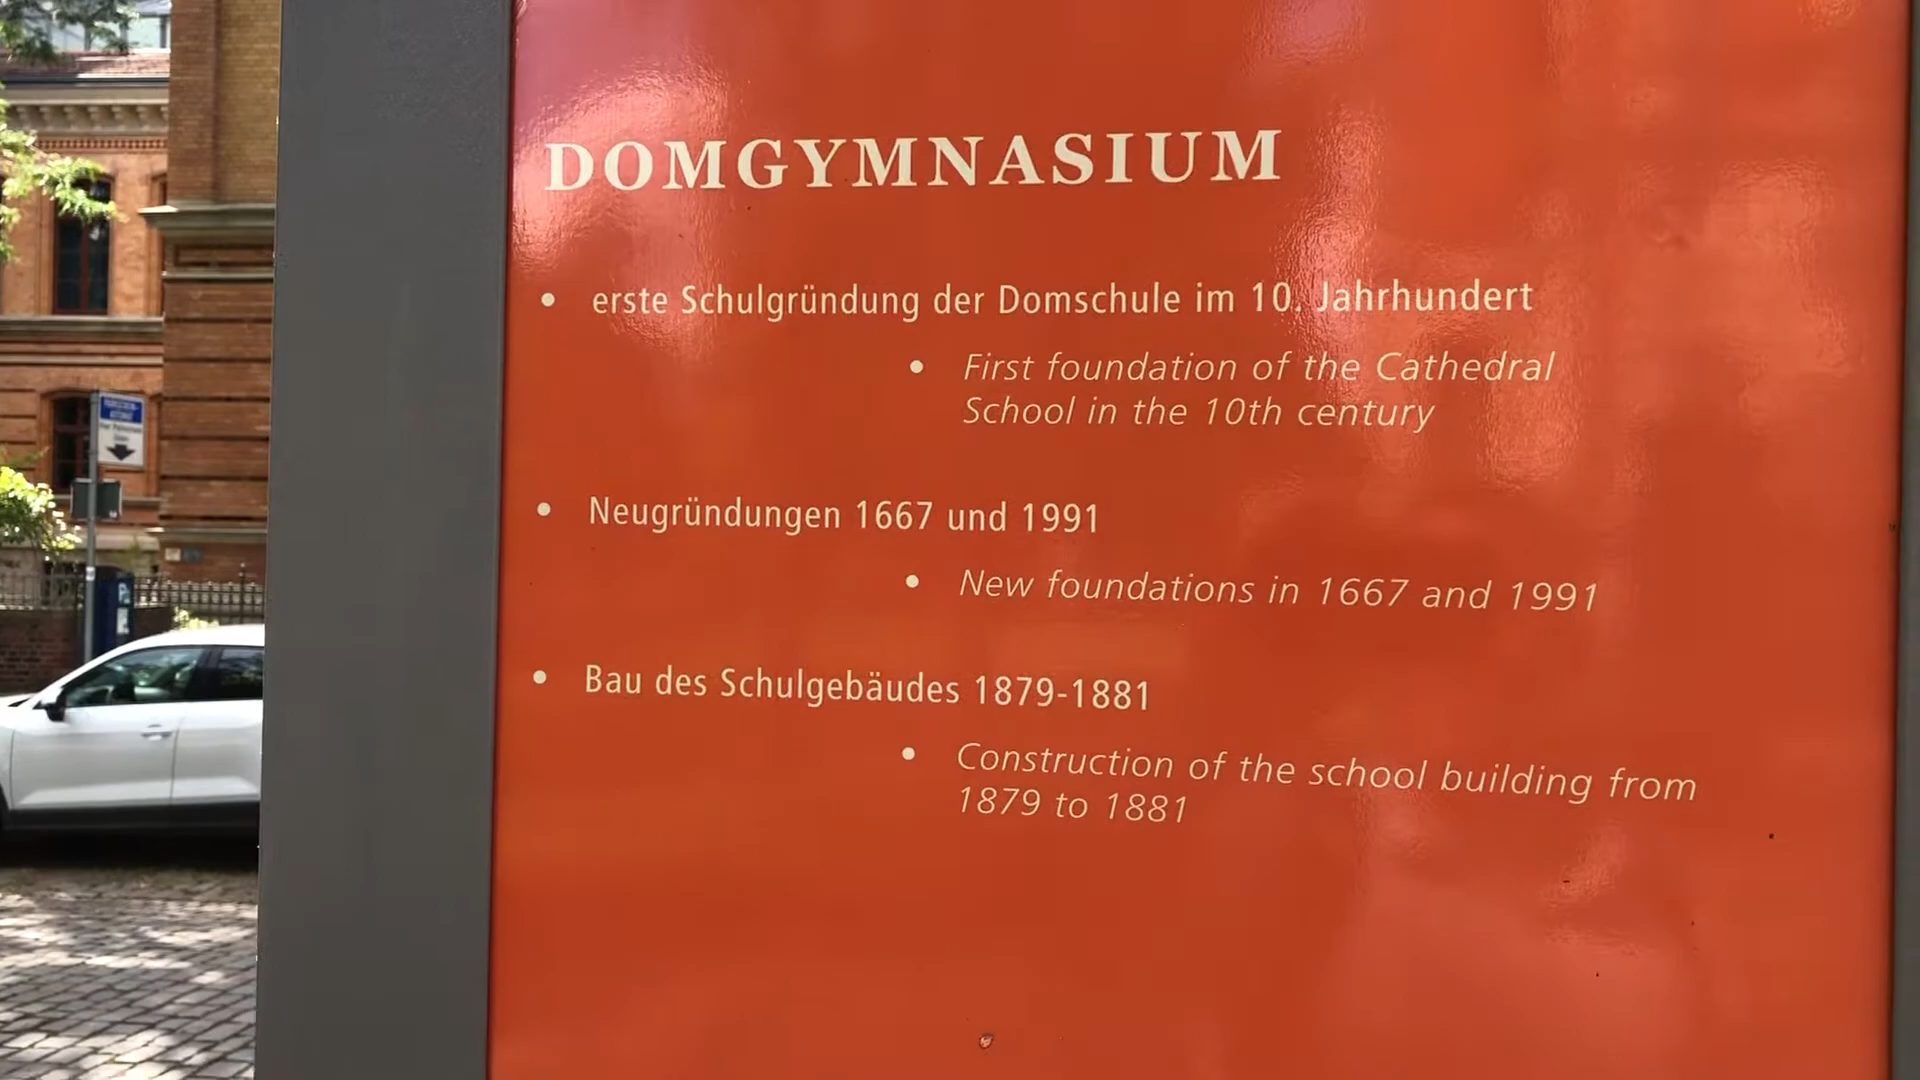 DOMGYMNASIUM
• erste Schulgründung der Domschule im 10. Jahrhundert
• First foundation of the Cathedral
School in the 10th century
• Neugründungen 1667 und 1991
• New foundations in 1667 and 1991
• Bau des Schulgebäudes 1879-1881
• Construction of the school building from
1879 to 1881